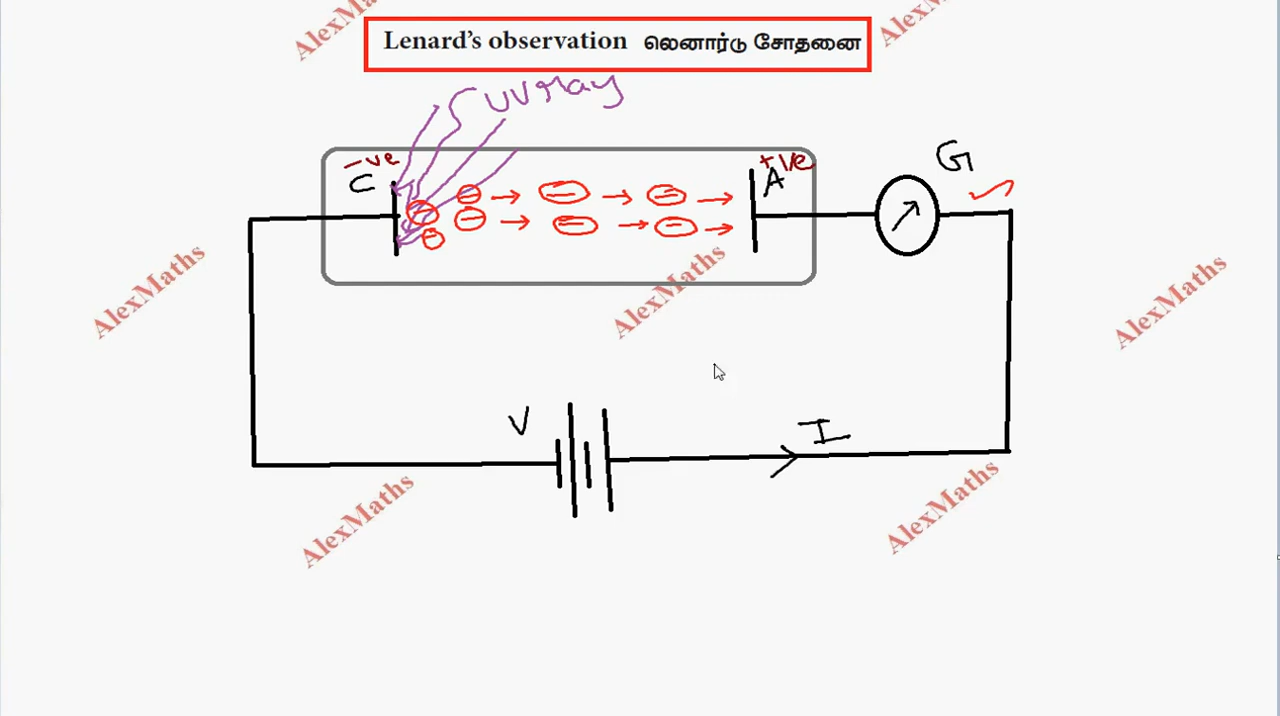 AlexMaths
AlexMaths
Lenard's observation லெனார்டு சோதனை
UV ray
-ve
C
+ve
A
G
AlexMaths
AlexMaths
AlexMaths
V
I
AlexMaths
AlexMaths